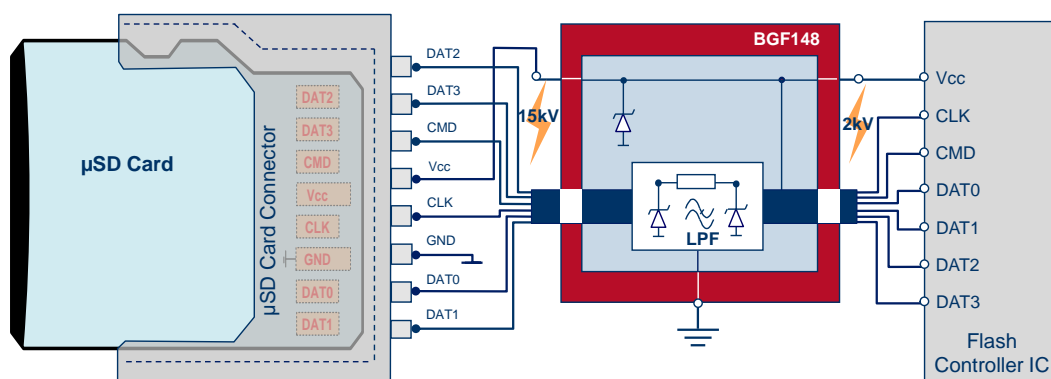 µSD Card
µSD Card Connector
DAT2
DAT3
CMD
Vcc
CLK
GND
DAT0
DAT1
DAT2
DAT3
CMD
Vcc
CLK
GND
DAT0
DAT1
15kV
BGF148
LPF
2kV
Vcc
CLK
CMD
DAT0
DAT1
DAT2
DAT3
Flash
Controller IC